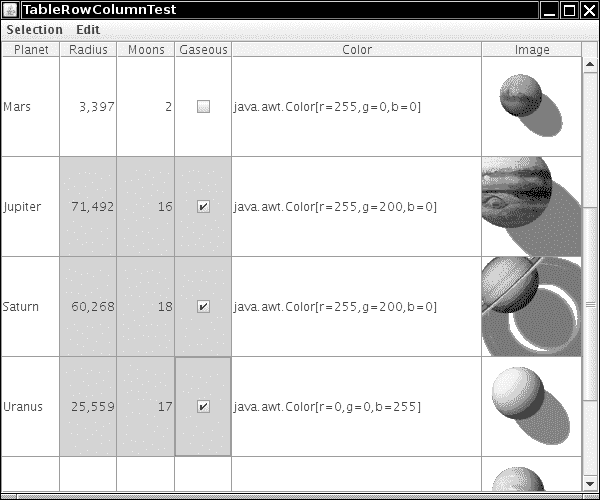 TableRowColumnTest
Selection Edit
Planet Radius Moons Gaseous Color Image
Mars 3,397 2 java.awt.Color[r=255,g=0,b=0]
Jupiter 71,492 16 java.awt.Color[r=255,g=200,b=0]
Saturn 60,268 18 java.awt.Color[r=255,g=200,b=0]
Uranus 25,559 17 java.awt.Color[r=0,g=0,b=255]